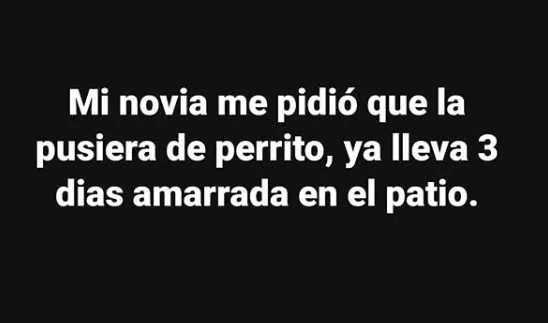 Mi novia me pidió que la
pusiera de perrito, ya lleva 3
dias amarrada en el patio.